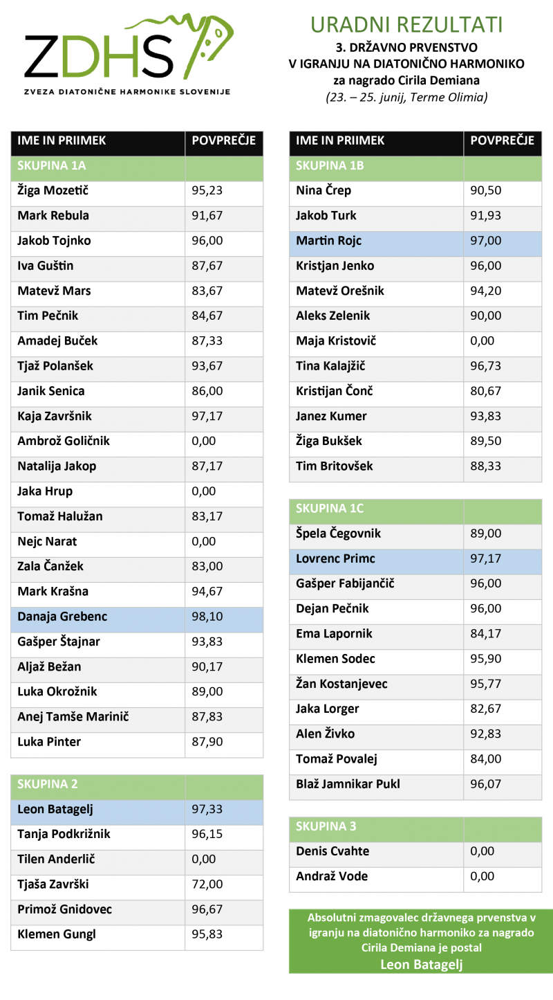 ZDHS
ZVEZA DIATONIČNE HARMONIKE SLOVENIJE
URADNI REZULTATI
3. DRŽAVNO PRVENSTVO
V IGRANJU NA DIATONIČNO HARMONIKO
za nagrado Cirila Demiana
(23. – 25. junij, Terme Olimia)
IME IN PRIIMEK POVPREČJE
SKUPINA 1A
Žiga Mozetič 95,23
Mark Rebula 91,67
Jakob Tojnko 96,00
Iva Guštin 87,67
Matevž Mars 83,67
Tim Pečnik 84,67
Amadej Buček 87,33
Tjaž Polanšek 93,67
Janik Senica 86,00
Kaja Završnik 97,17
Ambrož Goličnik 0,00
Natalija Jakop 87,17
Jaka Hrup 0,00
Tomaž Halužan 83,17
Nejc Narat 0,00
Zala Čanžek 83,00
Mark Krašna 94,67
Danaja Grebenc 98,10
Gašper Štajnar 93,83
Aljaž Bežan 90,17
Luka Okrožnik 89,00
Anej Tamše Marinič 87,83
Luka Pinter 87,90
SKUPINA 2
Leon Batagelj 97,33
Tanja Podkrižnik 96,15
Tilen Anderlič 0,00
Tjaša Završki 72,00
Primož Gnidovec 96,67
Klemen Gungl 95,83
IME IN PRIIMEK POVPREČJE
SKUPINA 1B
Nina Črep 90,50
Jakob Turk 91,93
Martin Rojc 97,00
Kristjan Jenko 96,00
Matevž Orešnik 94,20
Aleks Zelenik 90,00
Maja Kristovič 0,00
Tina Kalajžič 96,73
Kristijan Čonč 80,67
Janez Kumer 93,83
Žiga Bukšek 89,50
Tim Britovšek 88,33
SKUPINA 1C
Špela Čegovnik 89,00
Lovrenc Primc 97,17
Gašper Fabijančič 96,00
Dejan Pečnik 96,00
Ema Lapornik 84,17
Klemen Sodec 95,90
Žan Kostanjevec 95,77
Jaka Lorger 82,67
Alen Živko 92,83
Tomaž Povalej 84,00
Blaž Jamnikar Pukl 96,07
SKUPINA 3
Denis Cvahte 0,00
Andraž Vode 0,00
Absolutni zmagovalec državnega prvenstva v
igranju na diatonično harmoniko za nagrado
Cirila Demiana je postal
Leon Batagelj